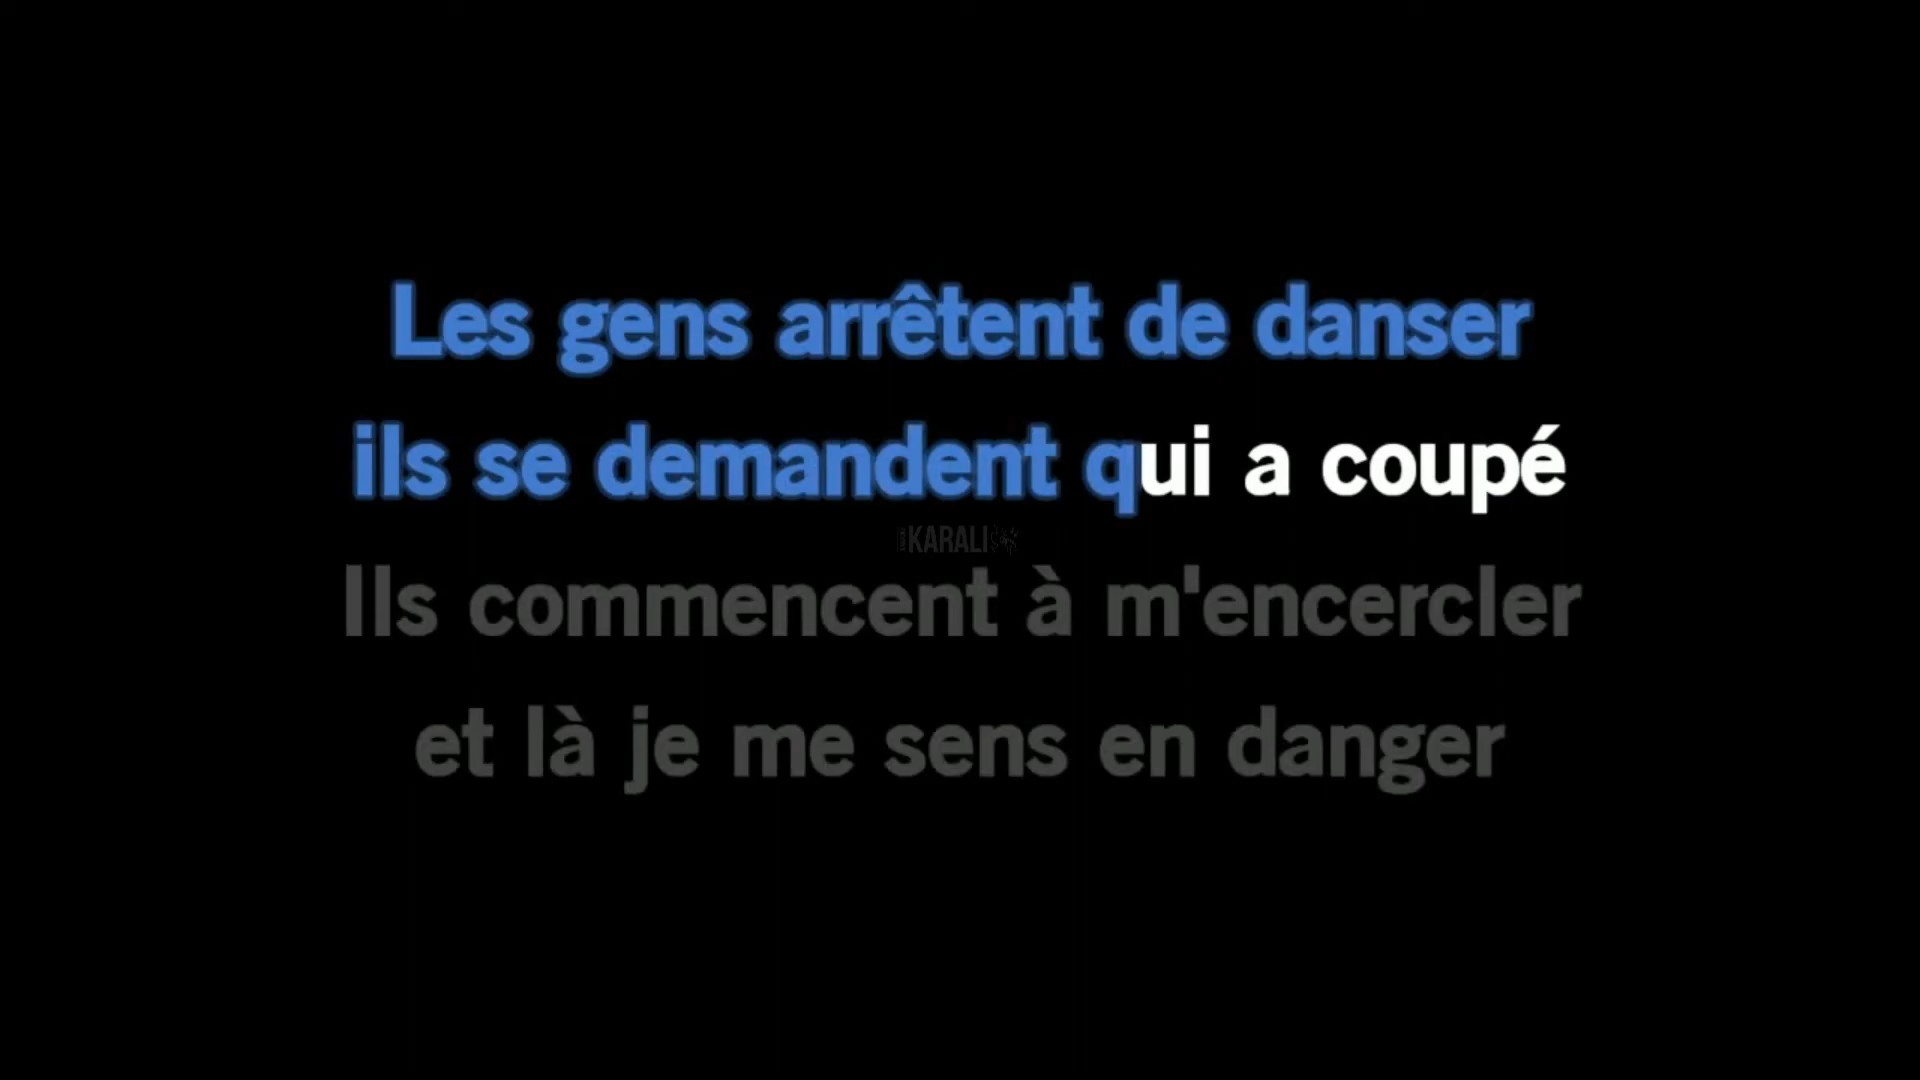 Les gens arrêtent de danser
ils se demandent qui a coupé
KARALI
Ils commencent à m'encercler
et là je me sens en danger